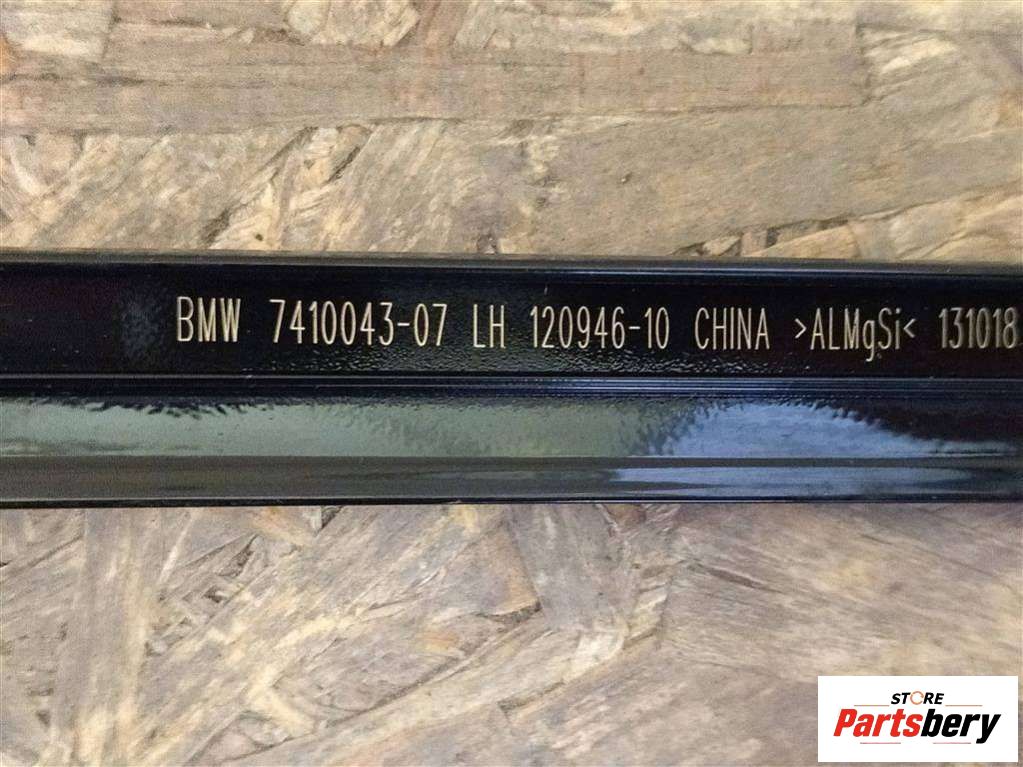 BMW 7410043-07 LH 120946-10 CHINA >ALMgSi< 131018
STORE
Partsbery